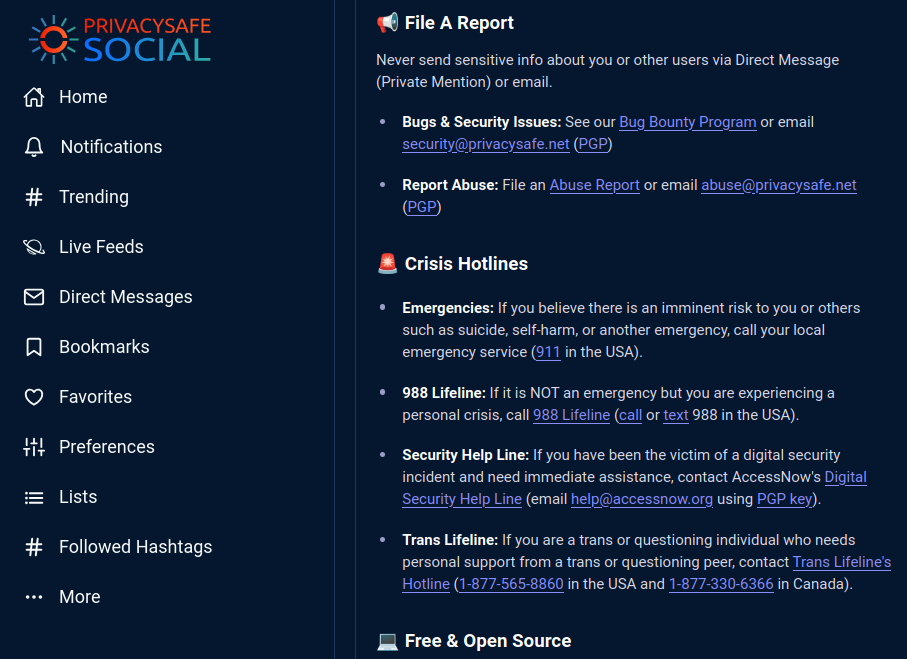 PRIVACYSAFE
SOCIAL
Home
Notifications
Trending
Live Feeds
Direct Messages
Bookmarks
Favorites
Preferences
Lists
Followed Hashtags
More
📢 File A Report
Never send sensitive info about you or other users via Direct Message
(Private Mention) or email.
• Bugs & Security Issues: See our Bug Bounty Program or email
security@privacysafe.net (PGP)
• Report Abuse: File an Abuse Report or email abuse@privacysafe.net
(PGP)
🚨 Crisis Hotlines
• Emergencies: If you believe there is an imminent risk to you or others
such as suicide, self-harm, or another emergency, call your local
emergency service (911 in the USA).
• 988 Lifeline: If it is NOT an emergency but you are experiencing a
personal crisis, call 988 Lifeline (call or text 988 in the USA).
• Security Help Line: If you have been the victim of a digital security
incident and need immediate assistance, contact AccessNow's Digital
Security Help Line (email help@accessnow.org using PGP key).
• Trans Lifeline: If you are a trans or questioning individual who needs
personal support from a trans or questioning peer, contact Trans Lifeline's
Hotline (1-877-565-8860 in the USA and 1-877-330-6366 in Canada).
💻 Free & Open Source